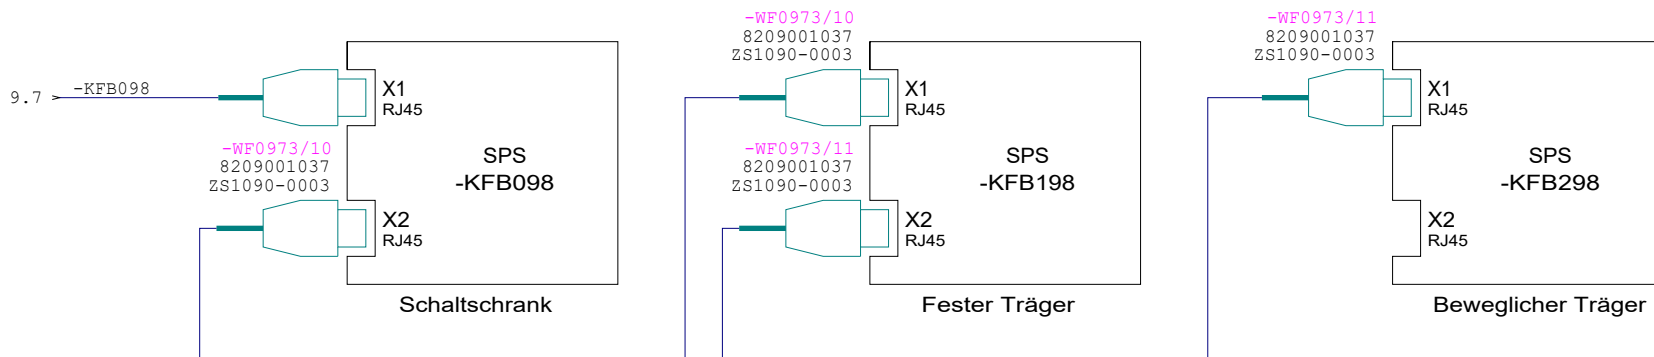 9.7
-KFB098
X1
RJ45
-WF0973/10
8209001037
ZS1090-0003
SPS
-KFB098
X2
RJ45
Schaltschrank
-WF0973/10
8209001037
ZS1090-0003
X1
RJ45
-WF0973/11
8209001037
ZS1090-0003
SPS
-KFB198
X2
RJ45
Fester Träger
-WF0973/11
8209001037
ZS1090-0003
X1
RJ45
SPS
-KFB298
X2
RJ45
Beweglicher Träger